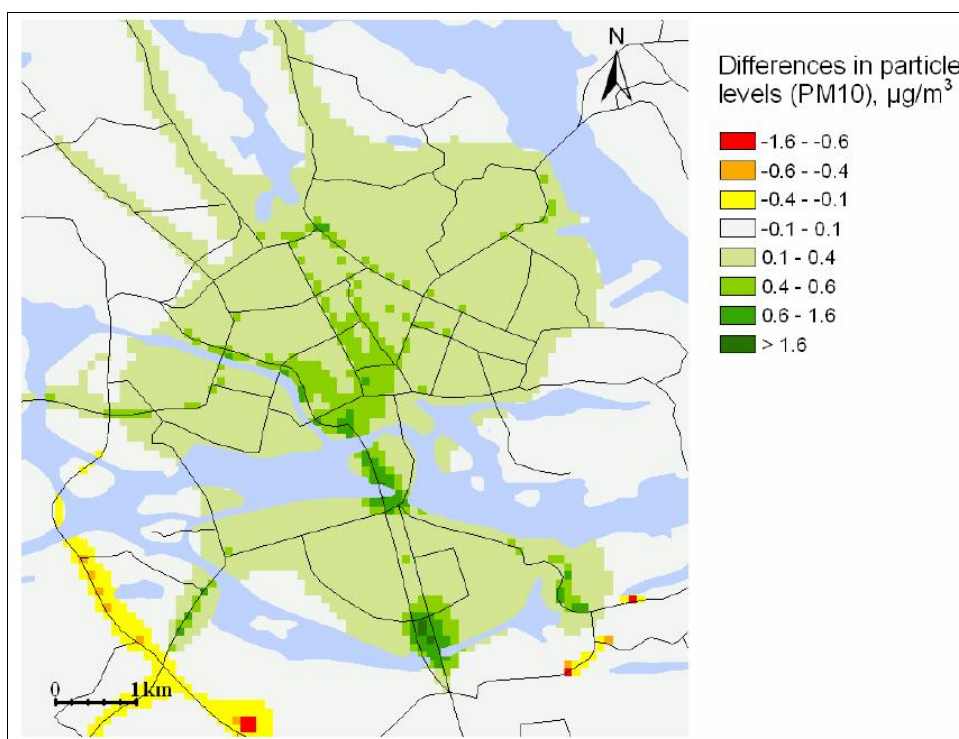 N
Differences in particle
levels (PM10), µg/m³
-1.6 - -0.6
-0.6 - -0.4
-0.4 - -0.1
-0.1 - 0.1
0.1 - 0.4
0.4 - 0.6
0.6 - 1.6
> 1.6
0 1 km